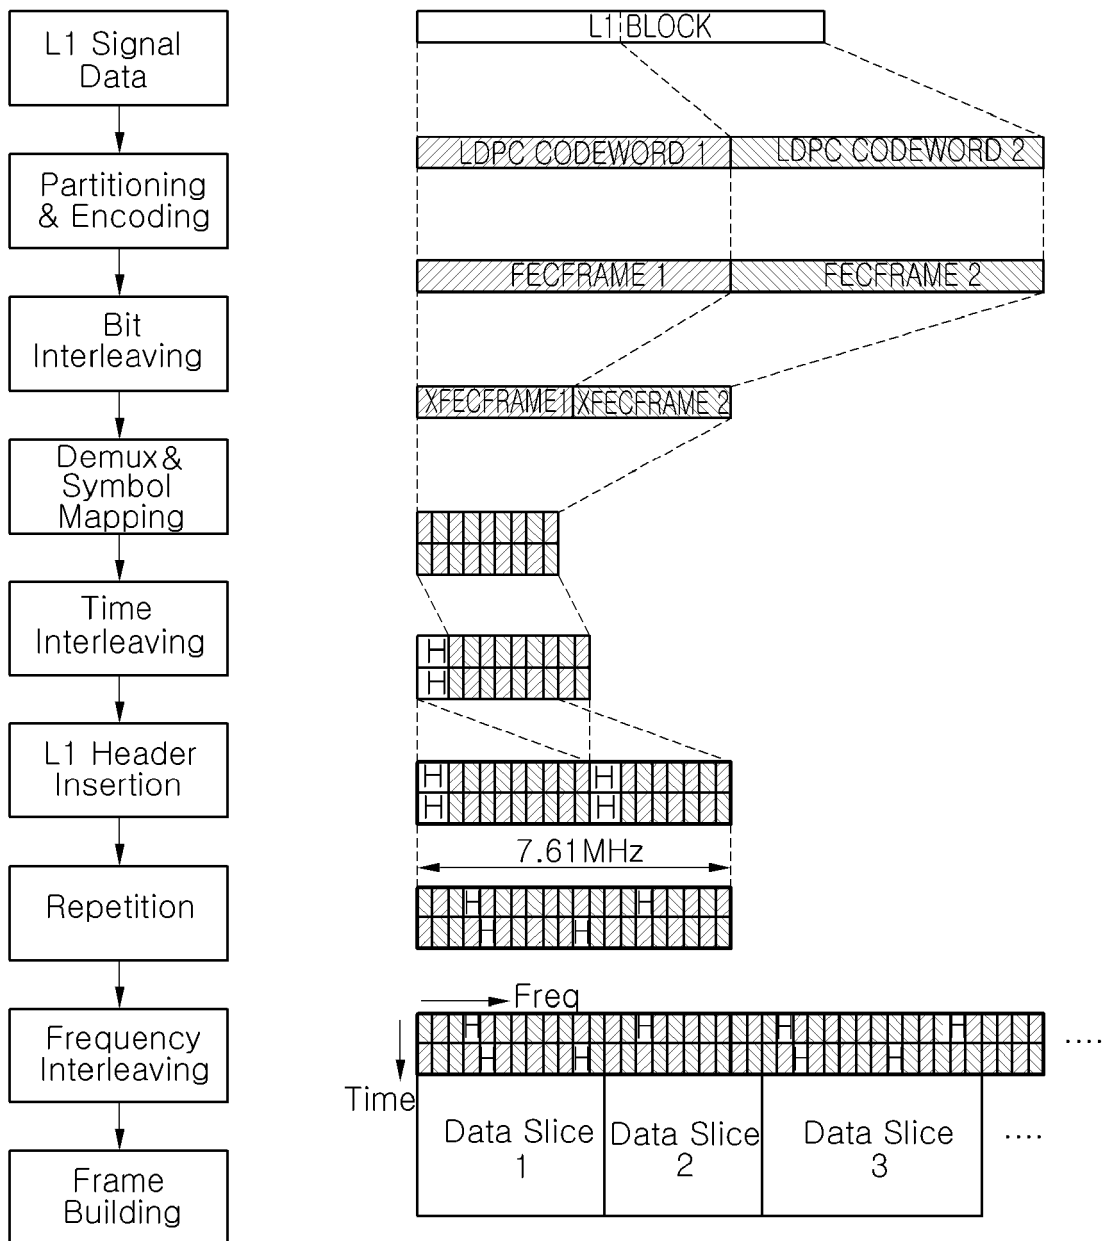 L1 Signal
Data
Partitioning
& Encoding
Bit
Interleaving
Demux&
Symbol
Mapping
Time
Interleaving
L1 Header
Insertion
Repetition
Frequency
Interleaving
Frame
Building
L1 BLOCK
LDPC CODEWORD 1 LDPC CODEWORD 2
FECFRAME 1 FECFRAME 2
XFECFRAME1 XFECFRAME 2
H
H
H H
H H
7.61MHz
H H
H H
Freq
H H H H
H H H H
....
Time
Data Slice
1
Data Slice
2
Data Slice
3
....